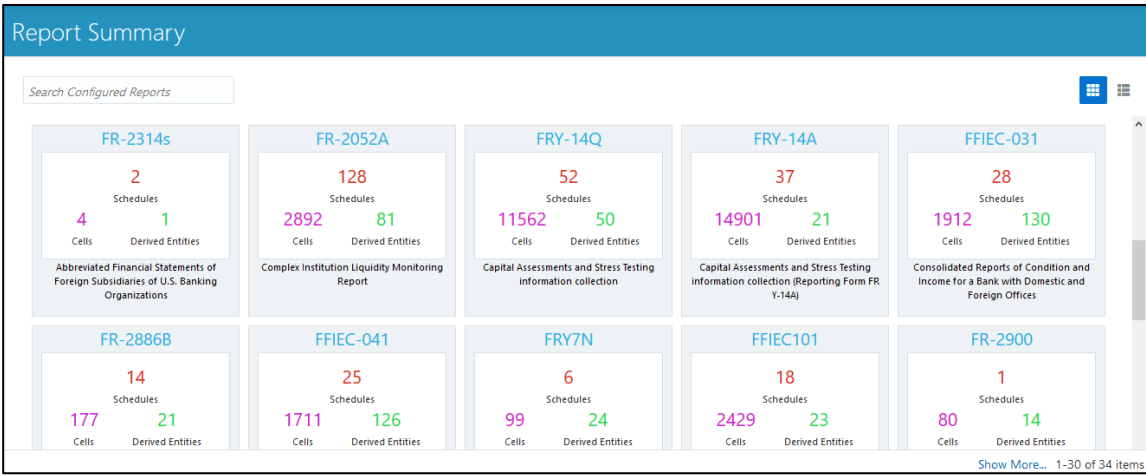 Report Summary
Search Configured Reports
FR-2314s
2
Schedules
4 1
Cells Derived Entities
Abbreviated Financial Statements of
Foreign Subsidiaries of U.S. Banking
Organizations
FR-2052A
128
Schedules
2892 81
Cells Derived Entities
Complex Institution Liquidity Monitoring
Report
FRY-14Q
52
Schedules
11562 50
Cells Derived Entities
Capital Assessments and Stress Testing
information collection
FRY-14A
37
Schedules
14901 21
Cells Derived Entities
Capital Assessments and Stress Testing
information collection (Reporting Form FR
Y-14A)
FFIEC-031
28
Schedules
1912 130
Cells Derived Entities
Consolidated Reports of Condition and
Income for a Bank with Domestic and
Foreign Offices
FR-2886B
14
Schedules
177 21
Cells Derived Entities
FFIEC-041
25
Schedules
1711 126
Cells Derived Entities
FRY7N
6
Schedules
99 24
Cells Derived Entities
FFIEC101
18
Schedules
2429 23
Cells Derived Entities
FR-2900
1
Schedules
80 14
Cells Derived Entities
Show More... 1-30 of 34 items